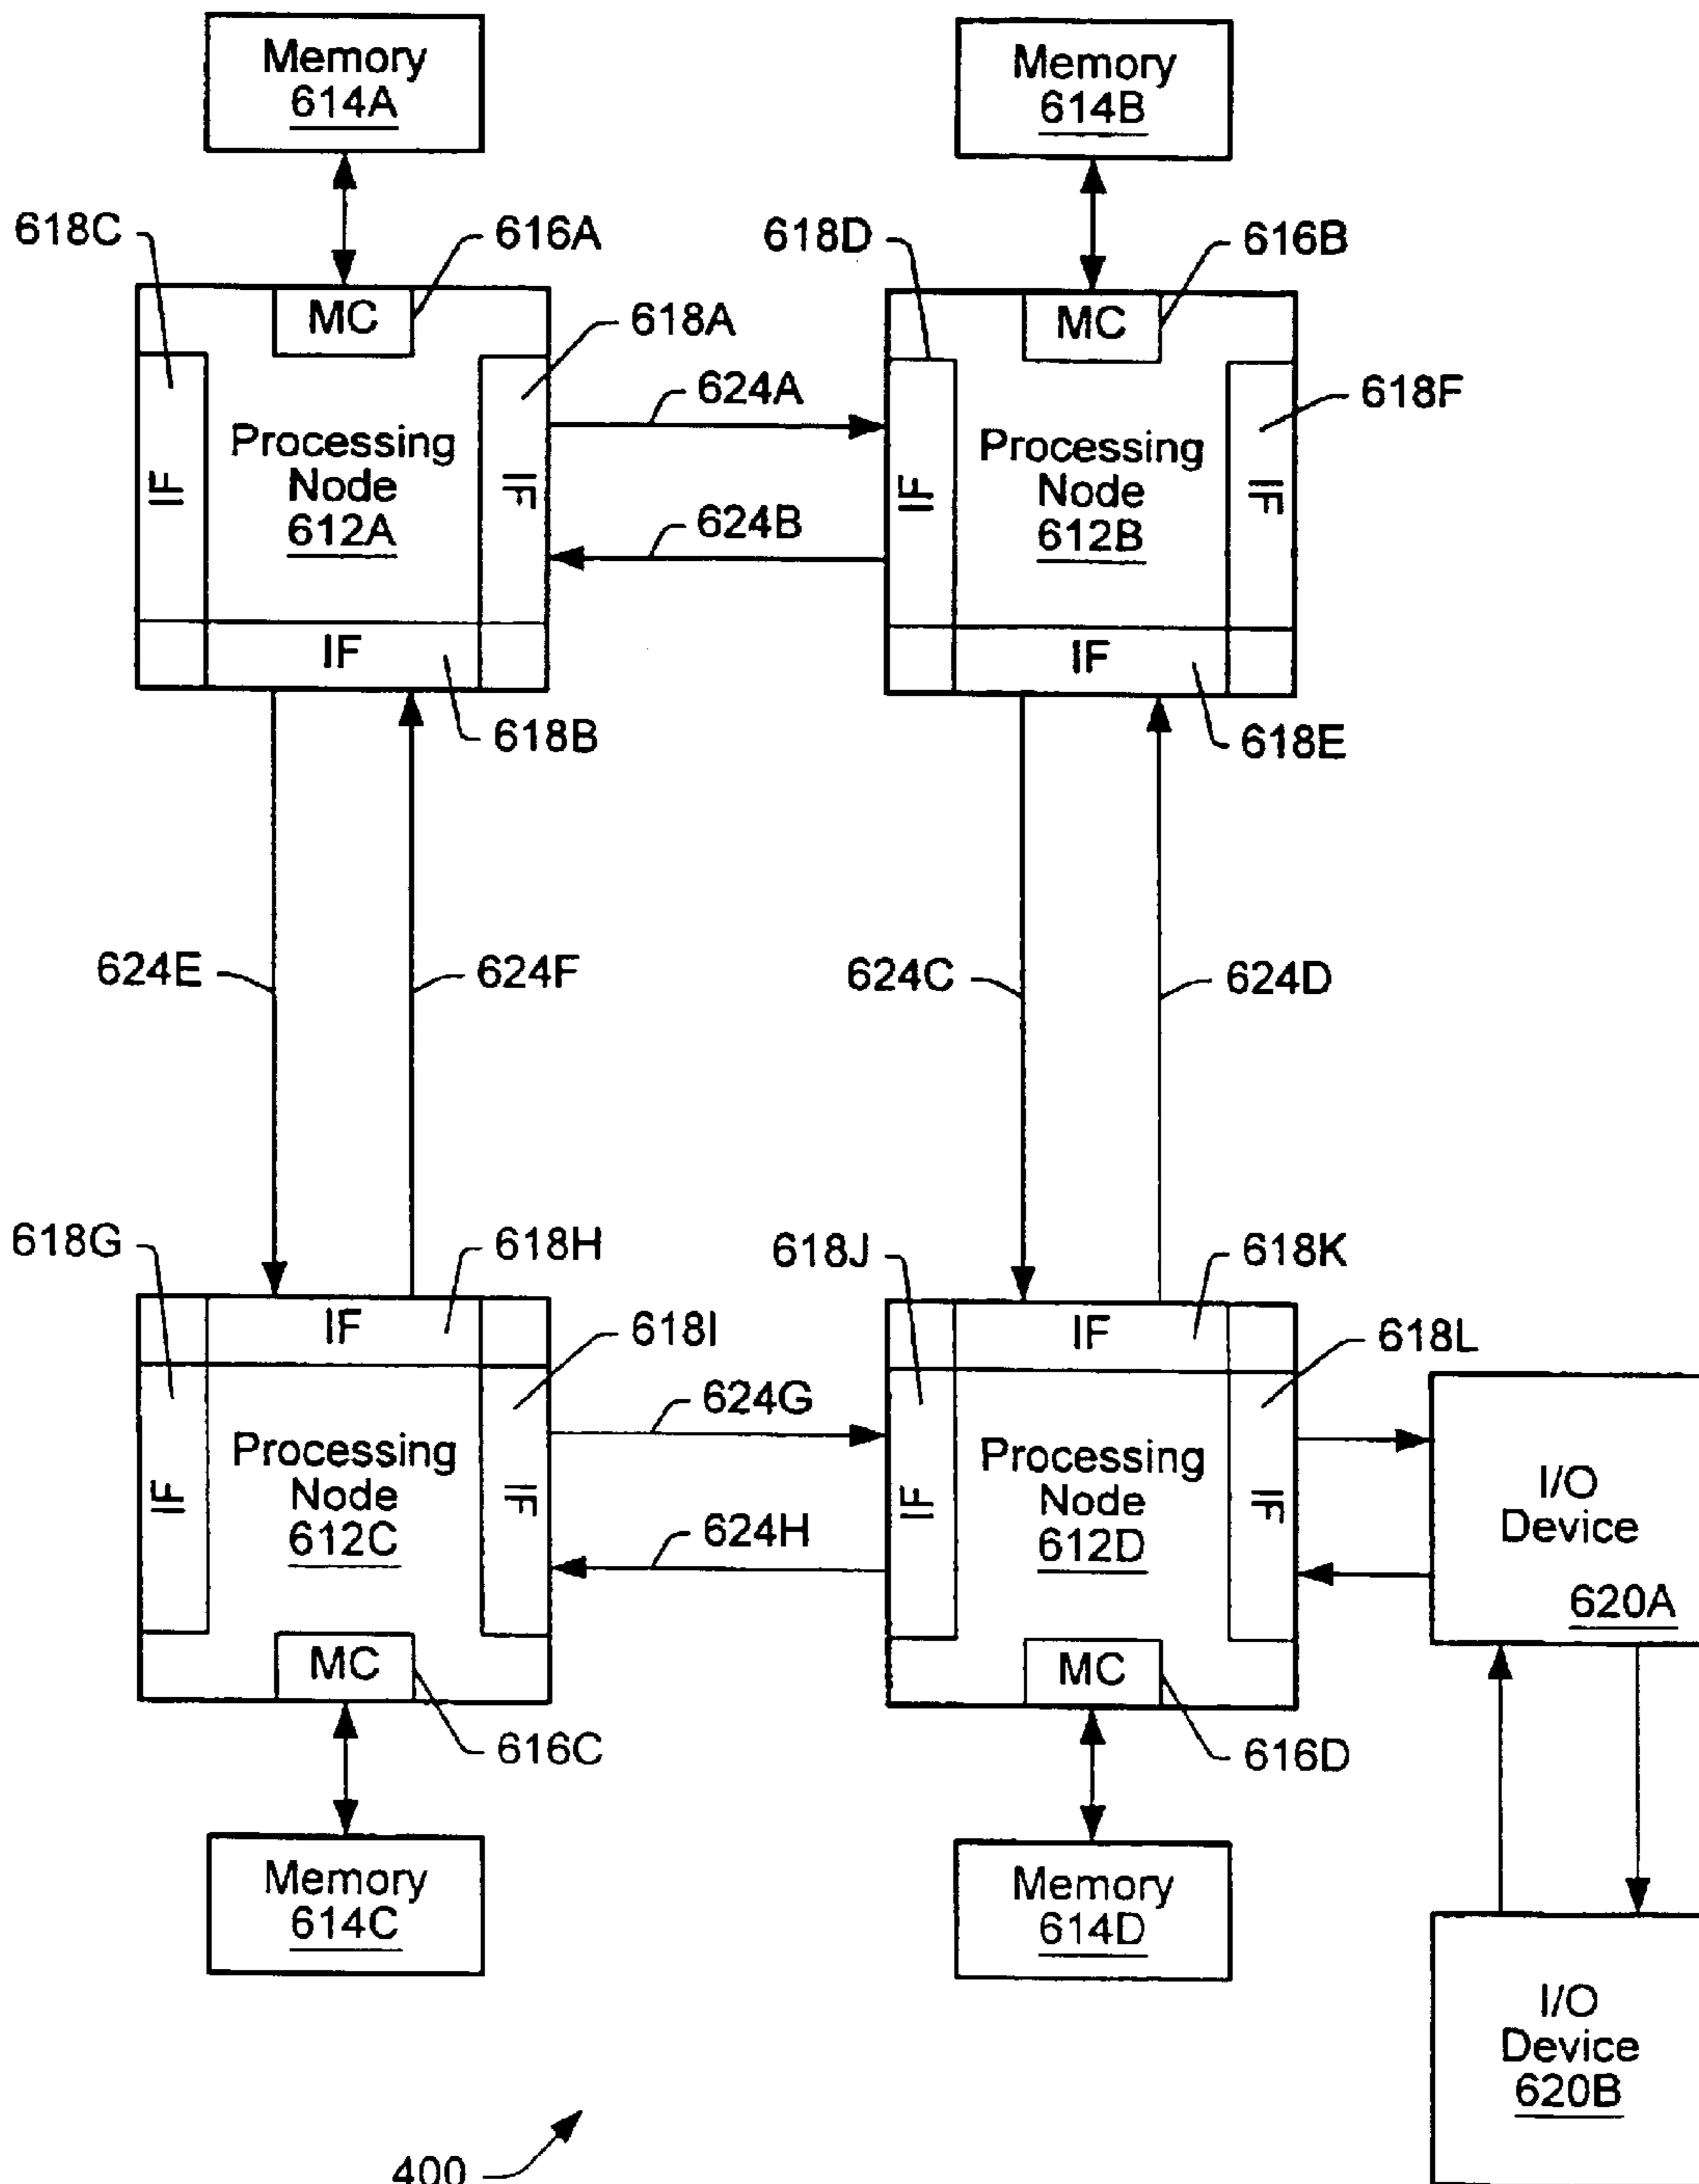 Memory
614A
Memory
614B
618C
616A
618D
616B
MC
618A
MC
624A
618F
Processing
Node
612A
IF
IF
624B
Processing
Node
612B
IF
IF
IF
618B
IF
618E
624E
624F
624C
624D
618G
618H
618J
618K
IF
618I
IF
618L
624G
Processing
Node
612C
IF
IF
624H
Processing
Node
612D
IF
IF
I/O
Device
620A
MC
616C
MC
616D
Memory
614C
Memory
614D
I/O
Device
620B
400